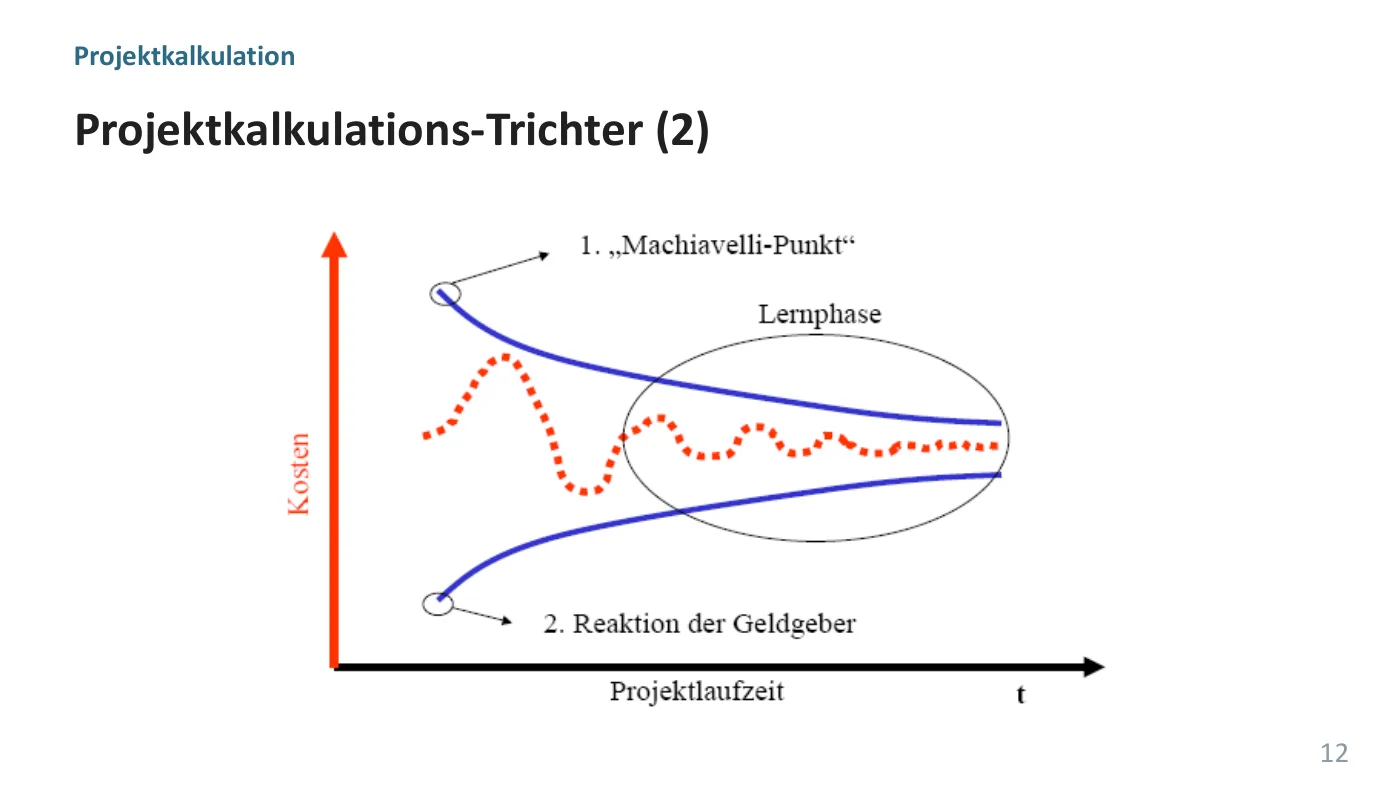 Projektkalkulation
Projektkalkulations-Trichter (2)
1. „Machiavelli-Punkt“
Lernphase
Kosten
2. Reaktion der Geldgeber
Projektlaufzeit
t
12